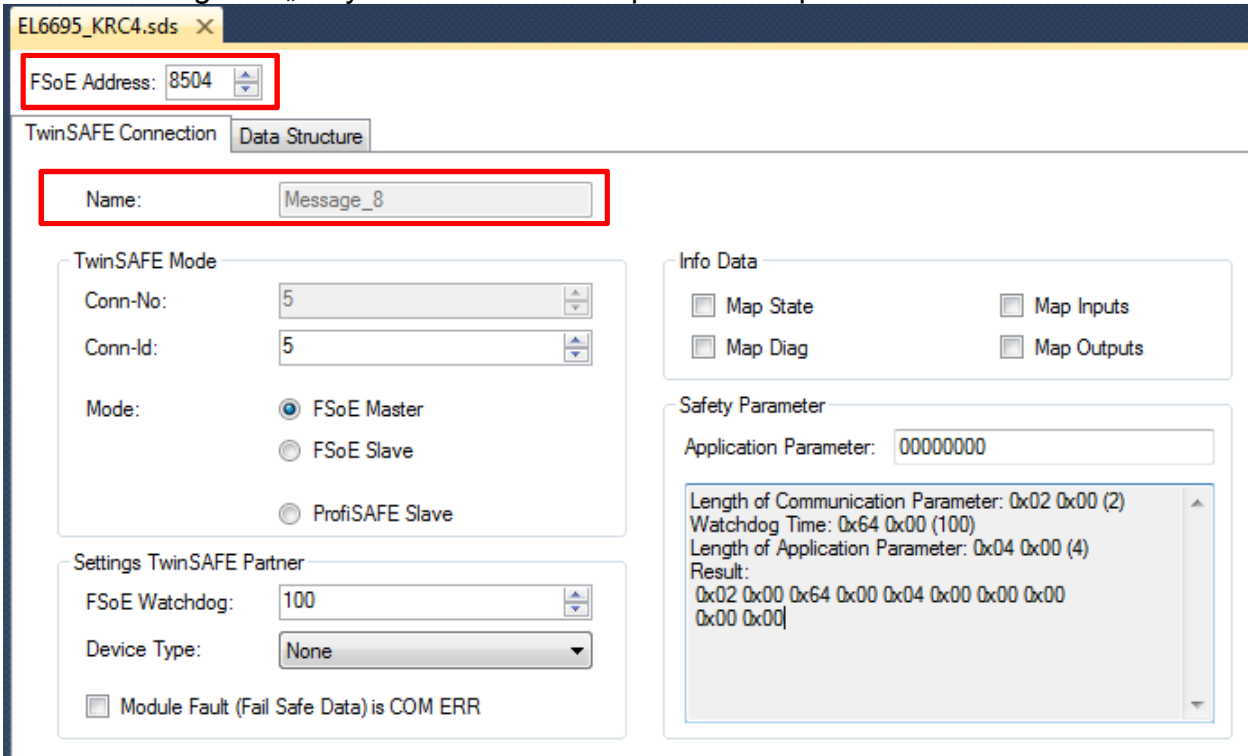 EL6695_KRC4.sds
FSoE Address: 8504
TwinSAFE Connection Data Structure
Name: Message_8
TwinSAFE Mode
Conn-No: 5
Conn-Id: 5
Mode: FSoE Master
FSoE Slave
ProfiSAFE Slave
Settings TwinSAFE Partner
FSoE Watchdog: 100
Device Type: None
Module Fault (Fail Safe Data) is COM ERR
Info Data
Map State Map Inputs
Map Diag Map Outputs
Safety Parameter
Application Parameter: 00000000
Length of Communication Parameter: 0x02 0x00 (2)
Watchdog Time: 0x64 0x00 (100)
Length of Application Parameter: 0x04 0x00 (4)
Result:
0x02 0x00 0x64 0x00 0x04 0x00 0x00 0x00
0x00 0x00